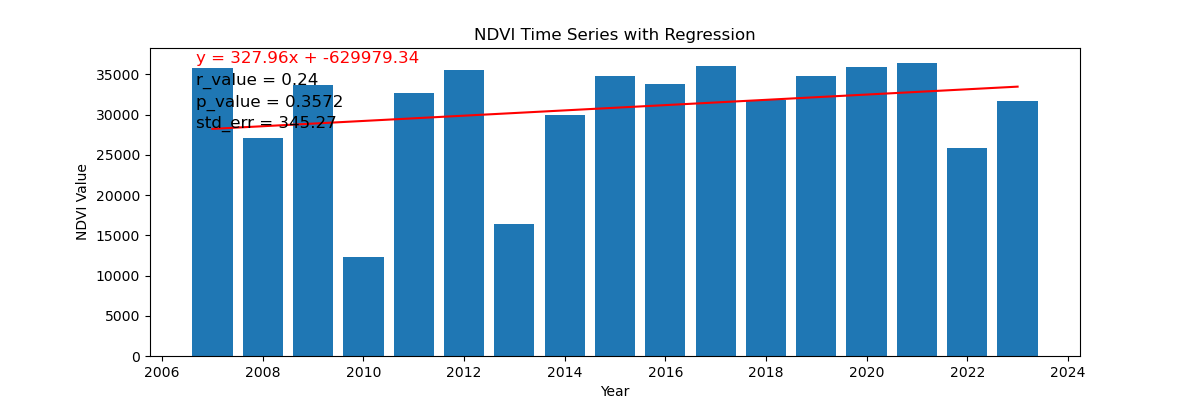 NDVI Time Series with Regression
y = 327.96x + -629979.34
r_value = 0.24
p_value = 0.3572
std_err = 345.27
35000
30000
25000
20000
15000
10000
5000
0
NDVI Value
2006 2008 2010 2012 2014 2016 2018 2020 2022 2024
Year